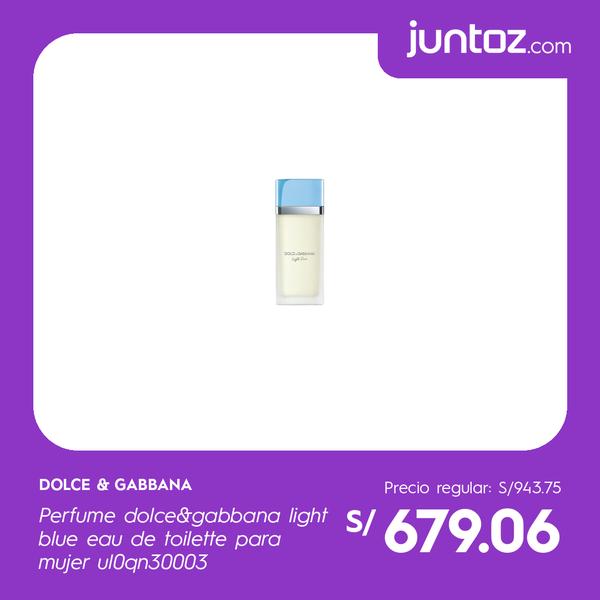 juntoz.com
DOLCE & GABBANA
Light Blue
DOLCE & GABBANA
Perfume dolce&gabbana light
blue eau de toilette para
mujer ul0qn30003
Precio regular: S/943.75
S/ 679.06